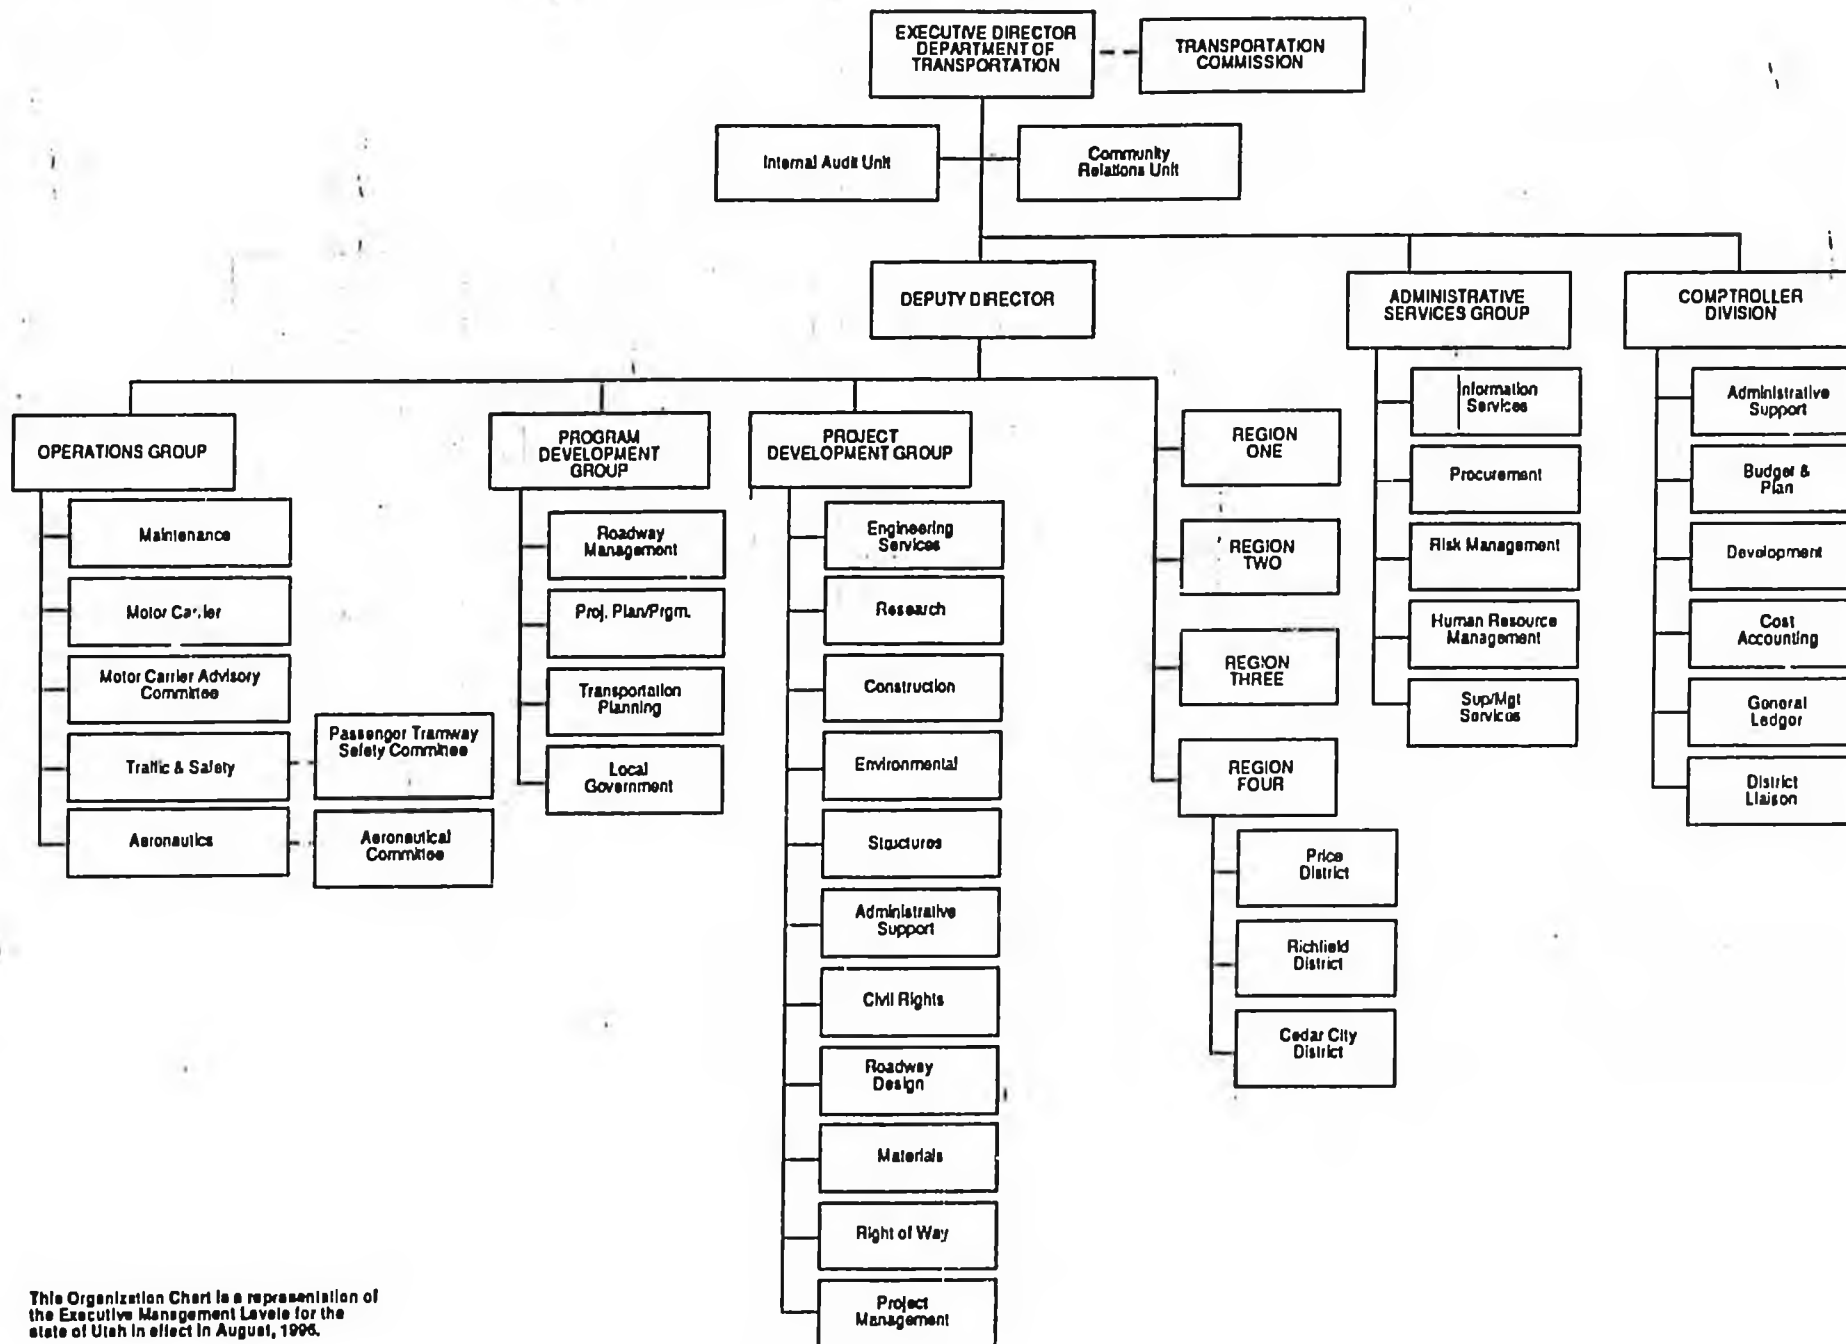 EXECUTIVE DIRECTOR
DEPARTMENT OF
TRANSPORTATION
TRANSPORTATION
COMMISSION
Internal Audit Unit
Community
Relations Unit
DEPUTY DIRECTOR
ADMINISTRATIVE
SERVICES GROUP
COMPTROLLER
DIVISION
OPERATIONS GROUP
Maintenance
Motor Carrier
Motor Carrier Advisory
Committee
Traffic & Safety
Passenger Tramway
Safety Committee
Aeronautics
Aeronautical
Committee
PROGRAM
DEVELOPMENT
GROUP
Roadway
Management
Proj. Plan/Prgm.
Transportation
Planning
Local
Government
PROJECT
DEVELOPMENT GROUP
Engineering
Services
Research
Construction
Environmental
Structures
Administrative
Support
Civil Rights
Roadway
Design
Materials
Right of Way
Project
Management
REGION
ONE
REGION
TWO
REGION
THREE
REGION
FOUR
Price
District
Richfield
District
Cedar City
District
Information
Services
Procurement
Risk Management
Human Resource
Management
Sup/Mgt
Services
Administrative
Support
Budget &
Plan
Development
Cost
Accounting
General
Ledger
District
Liaison
This Organization Chart is a representation of
the Executive Management Levels for the
state of Utah in effect in August,